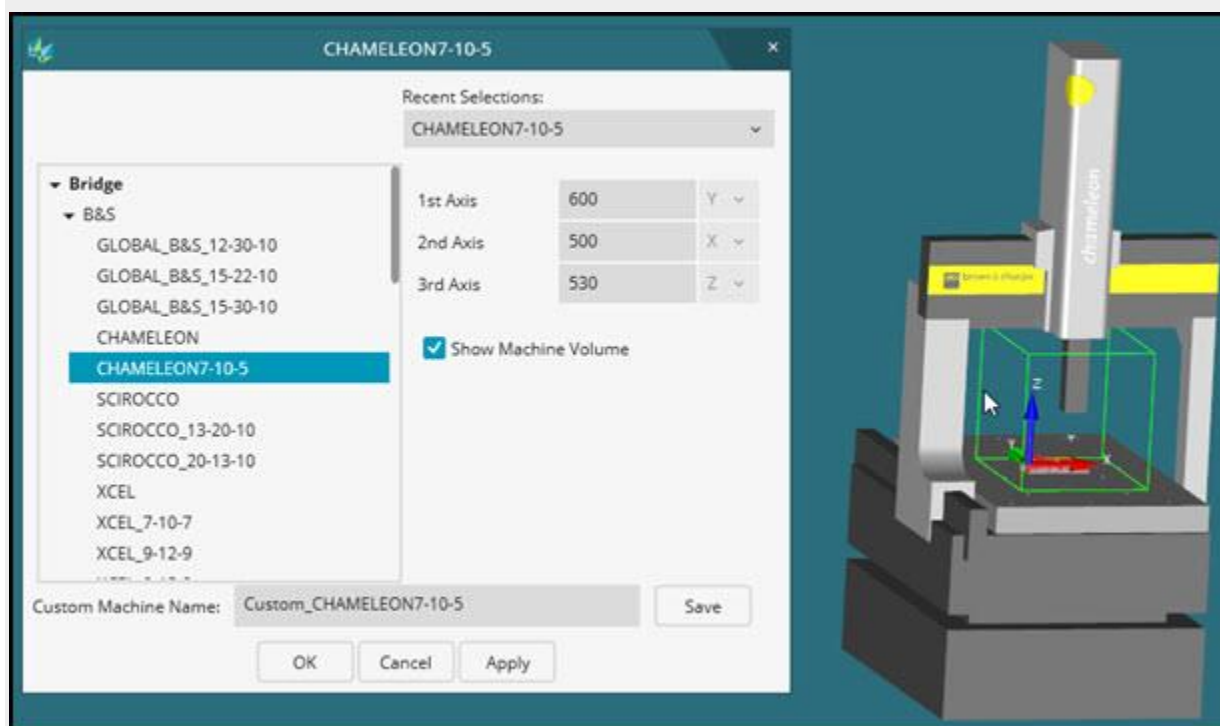 CHAMELEON7-10-5
Recent Selections:
CHAMELEON7-10-5
Bridge
B&S
GLOBAL_B&S_12-30-10
GLOBAL_B&S_15-22-10
GLOBAL_B&S_15-30-10
CHAMELEON
CHAMELEON7-10-5
SCIROCCO
SCIROCCO_13-20-10
SCIROCCO_20-13-10
XCEL
XCEL_7-10-7
XCEL_9-12-9
1st Axis 600 Y
2nd Axis 500 X
3rd Axis 530 Z
Show Machine Volume
Custom Machine Name: Custom_CHAMELEON7-10-5 Save
OK Cancel Apply
chameleon
brown & sharpe
Z
Y
Y
X